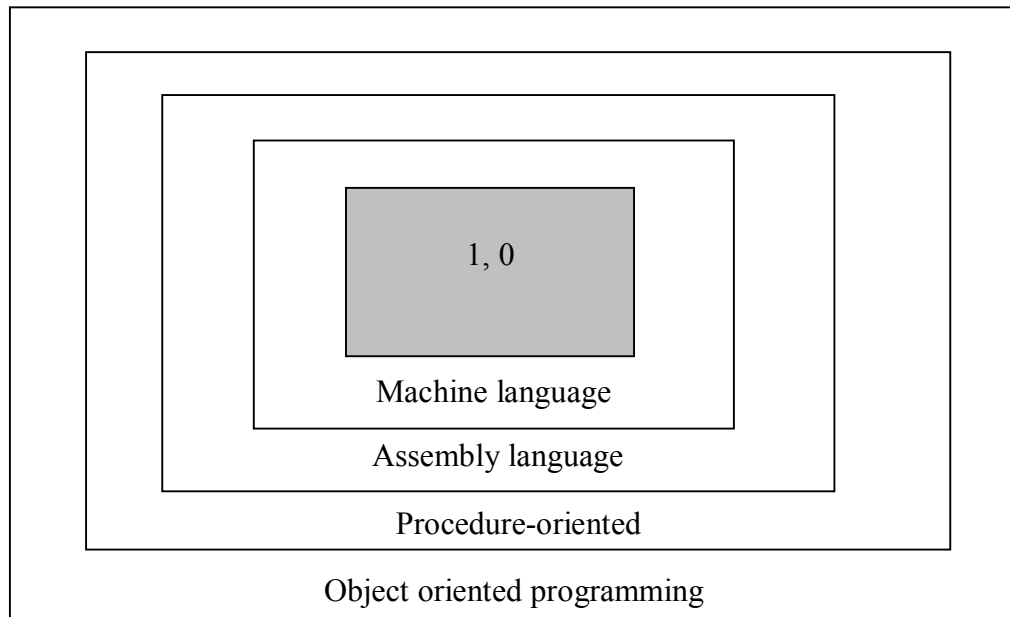 1, 0
Machine language
Assembly language
Procedure-oriented
Object oriented programming